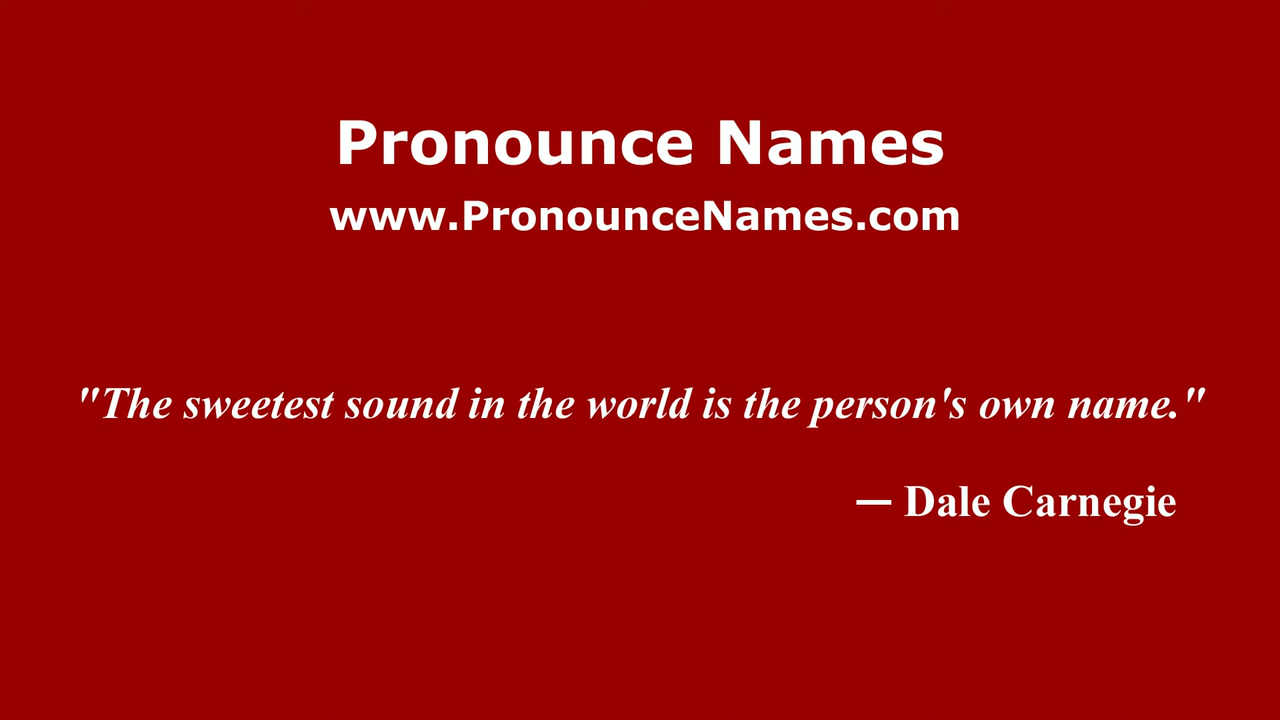 Pronounce Names
www.PronounceNames.com
"The sweetest sound in the world is the person's own name."
— Dale Carnegie